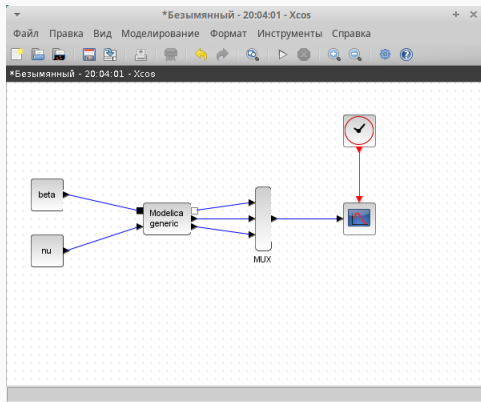 *Безымянный - 20:04:01 - Xcos
Файл Правка Вид Моделирование Формат Инструменты Справка
*Безымянный - 20:04:01 - Xcos
beta
Modelica
generic
nu
MUX